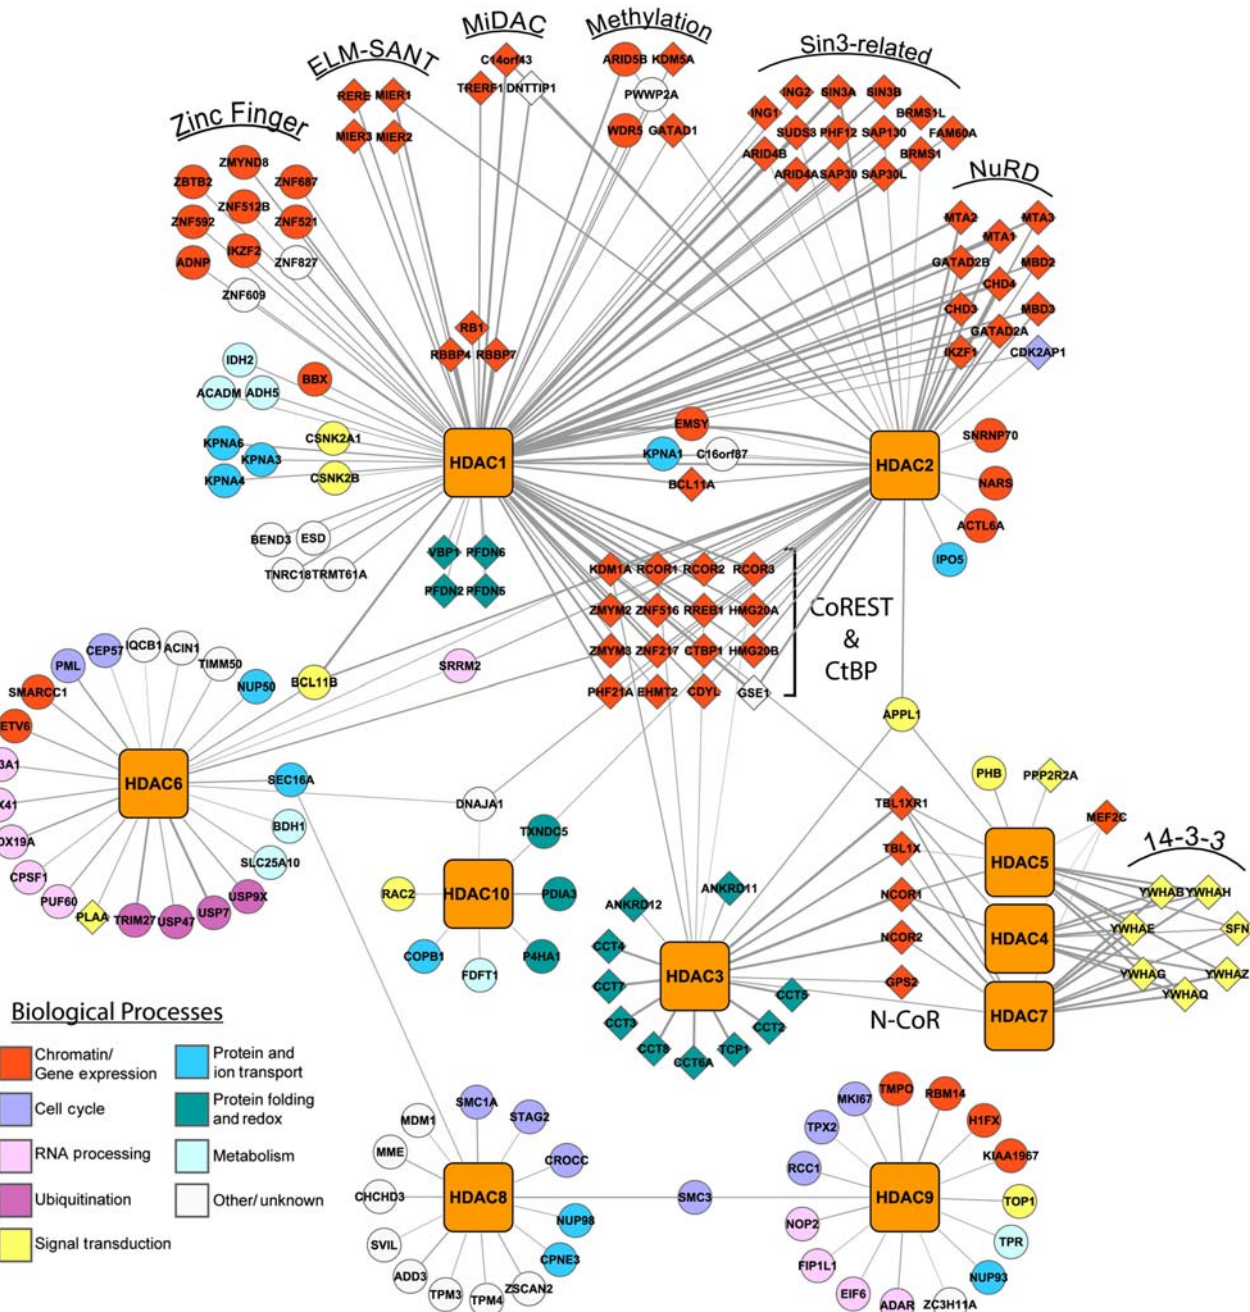 MiDAC
Methylation
Sin3-related
ELM-SANT
Zinc Finger
NuRD
C14orf43
TRERF1
DNTTIP1
ARID5B
KDM5A
PWWP2A
WDR5
GATAD1
ING2
SIN3A
SIN3B
ING1
BRMS1L
SUDS3
PHF12
SAP130
FAM60A
ARID4B
BRMS1
ARID4A
SAP30
SAP30L
RERE
MIER1
MIER3
MIER2
ZMYND8
ZBTB2
ZNF687
ZNF512B
ZNF592
ZNF521
IKZF2
ADNP
ZNF827
ZNF609
MTA2
MTA3
MTA1
GATAD2B
MBD2
CHD4
CHD3
MBD3
GATAD2A
IKZF1
CDK2AP1
RB1
RBBP4
RBBP7
IDH2
BBX
ACADM
ADH5
KPNA6
CSNK2A1
KPNA3
KPNA4
CSNK2B
HDAC1
EMSY
KPNA1
C16orf87
BCL11A
HDAC2
SNRNP70
NARS
ACTL6A
IPO5
BEND3
ESD
TNRC18
TRMT61A
VBP1
PFDN6
PFDN2
PFDN5
KDM1A
RCOR1
RCOR2
RCOR3
ZMYM2
ZNF516
RREB1
HMG20A
ZMYM3
ZNF217
CTBP1
HMG20B
PHF21A
EHMT2
CDYL
GSE1
CoREST
&
CtBP
CEP57
IQCB1
ACIN1
PML
TIMM50
SMARCC1
NUP50
BCL11B
SRRM2
ETV6
APPL1
3A1
HDAC6
SEC16A
X41
BDH1
OX19A
SLC25A10
CPSF1
PUF60
USP9X
PLAA
TRIM27
USP47
USP7
DNAJA1
TXNDC5
RAC2
HDAC10
PDIA3
COPB1
FDFT1
P4HA1
ANKRD11
ANKRD12
CCT4
CCT7
HDAC3
CCT5
CCT3
CCT2
CCT8
CCT6A
TCP1
TBL1XR1
TBL1X
NCOR1
NCOR2
GPS2
N-CoR
PHB
PPP2R2A
MEF2C
HDAC5
HDAC4
HDAC7
14-3-3
YWHAB
YWHAH
YWHAE
SFN
YWHAG
YWHAZ
YWHAQ
Biological Processes
Chromatin/
Gene expression
Cell cycle
RNA processing
Ubiquitination
Signal transduction
Protein and
ion transport
Protein folding
and redox
Metabolism
Other/ unknown
SMC1A
MDM1
STAG2
MME
CROCC
CHCHD3
HDAC8
NUP98
SVIL
CPNE3
ADD3
TPM3
TPM4
ZSCAN2
SMC3
MKI67
TMPO
RBM14
TPX2
H1FX
RCC1
KIAA1967
HDAC9
TOP1
NOP2
TPR
FIP1L1
NUP93
EIF6
ADAR
ZC3H11A